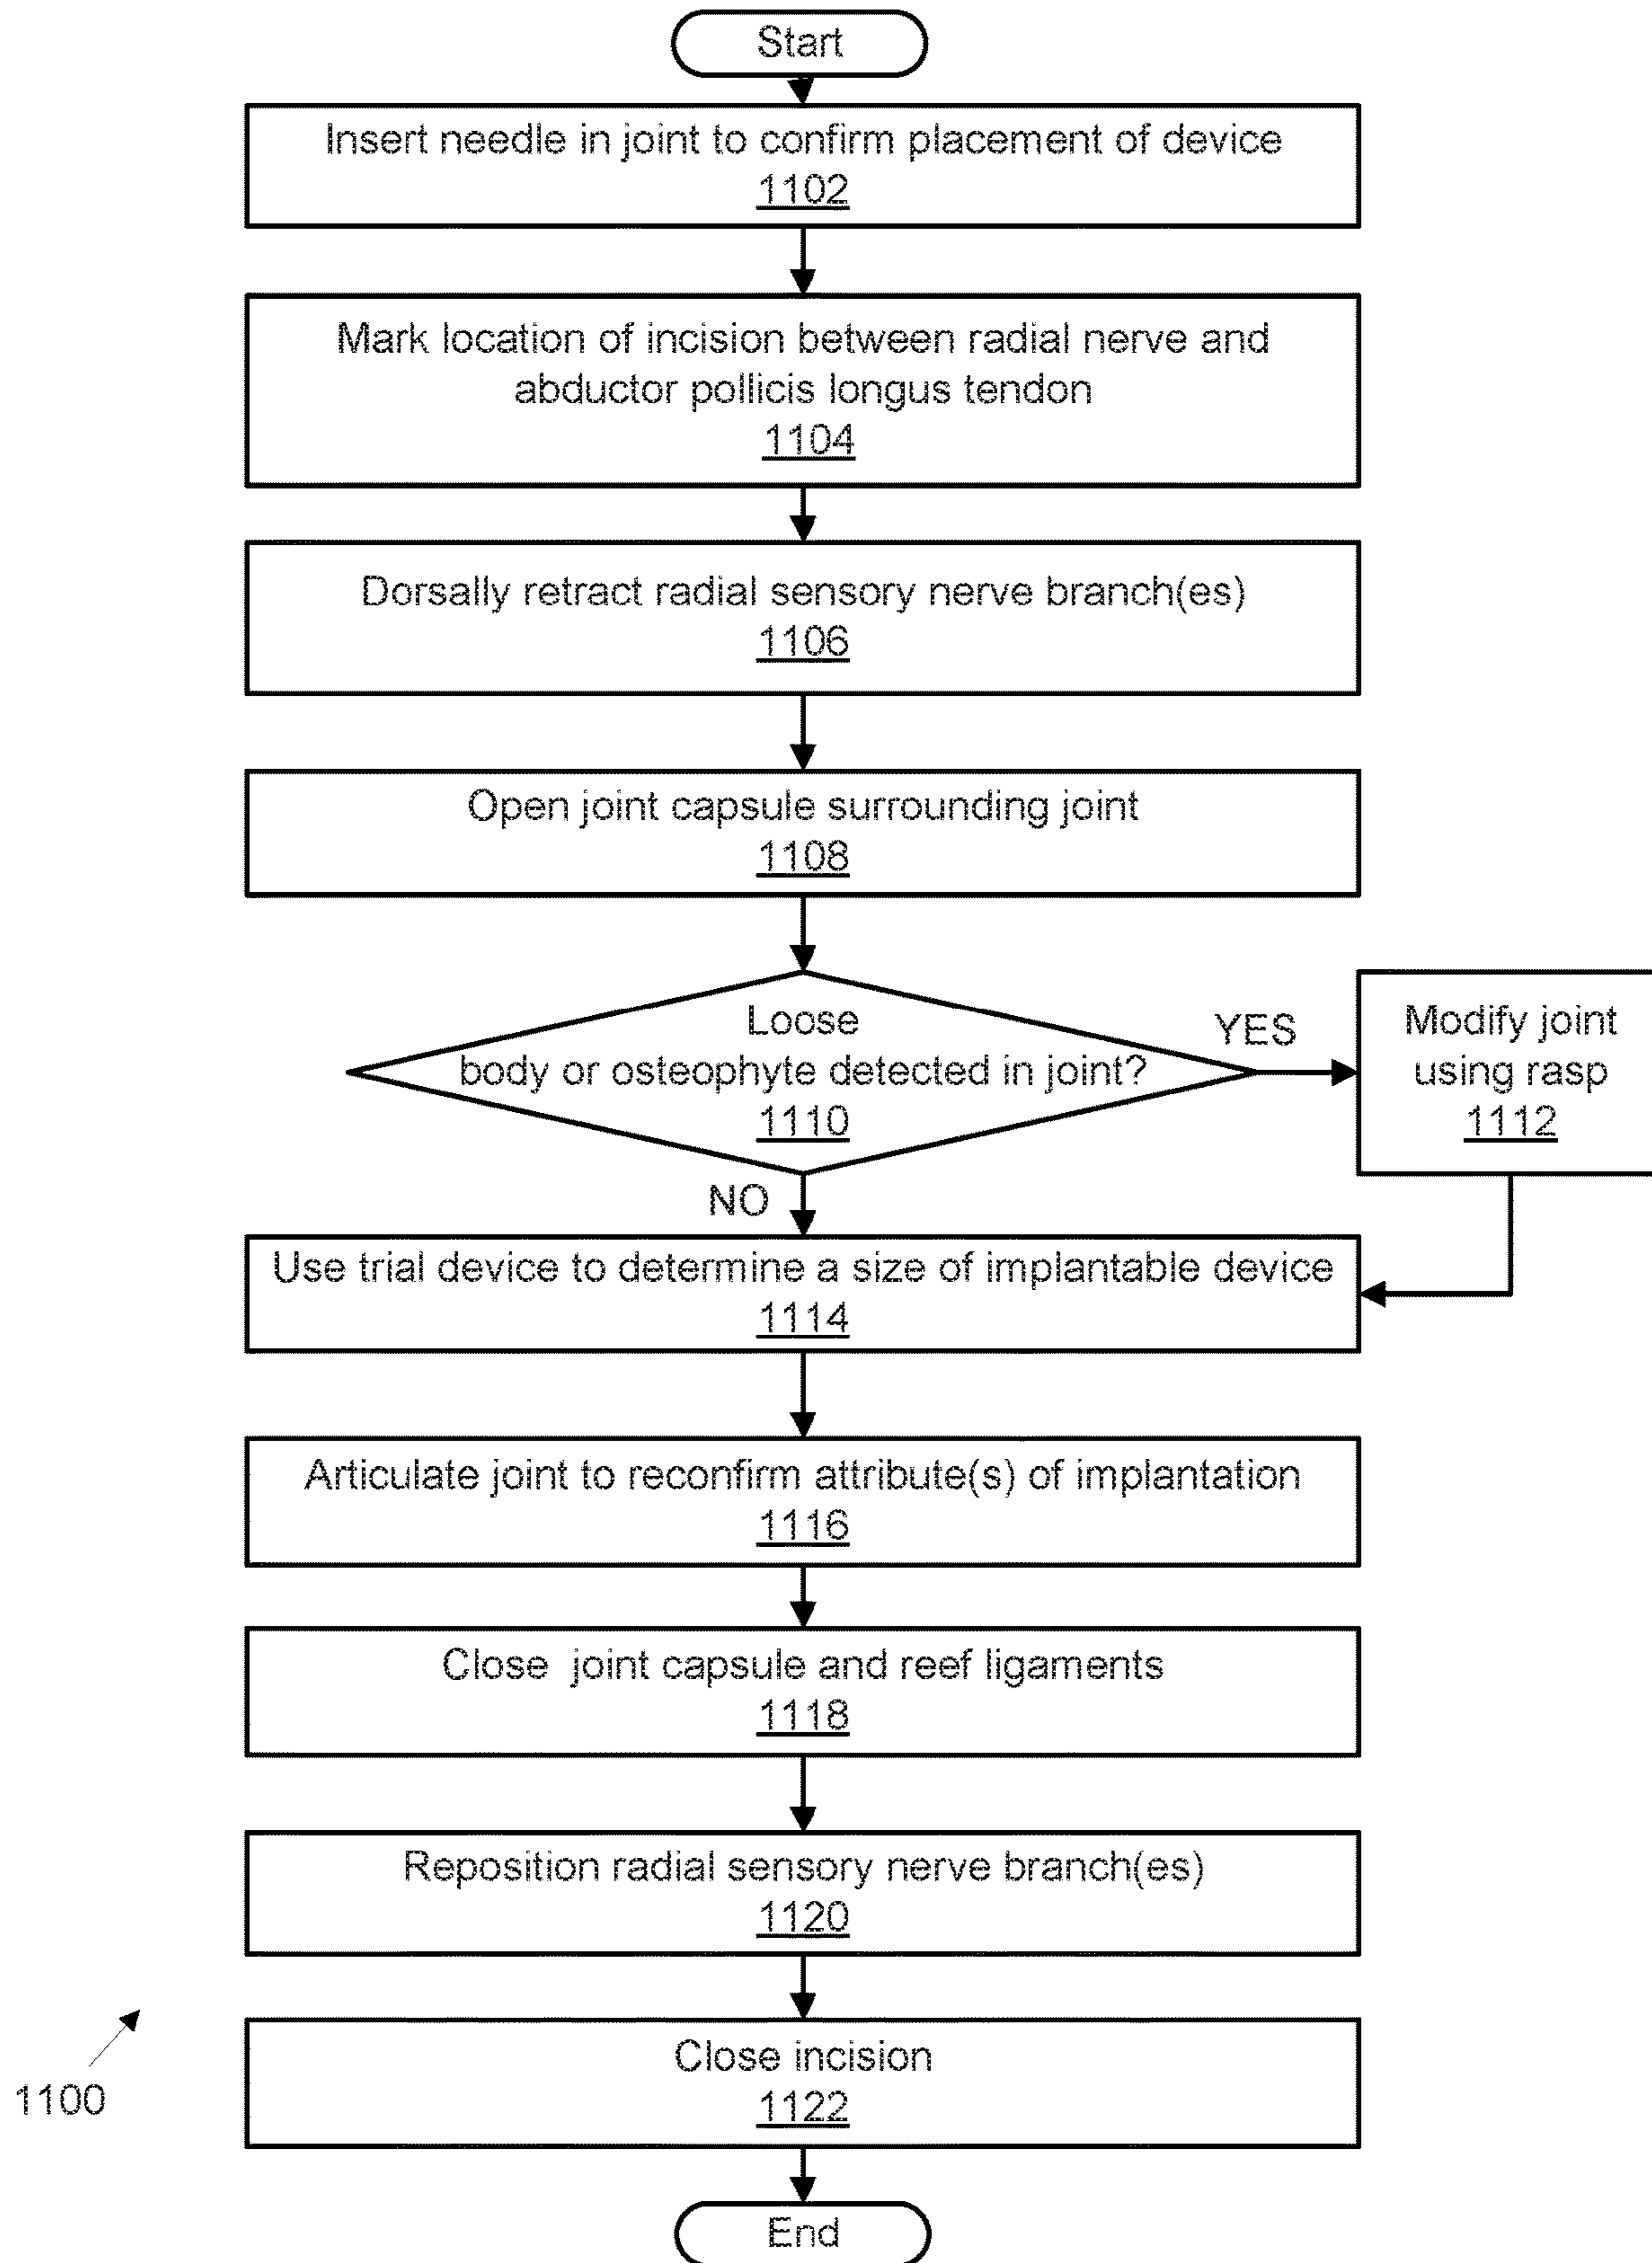 Start
Insert needle in joint to confirm placement of device
1102
Mark location of incision between radial nerve and
abductor pollicis longus tendon
1104
Dorsally retract radial sensory nerve branch(es)
1106
Open joint capsule surrounding joint
1108
Loose
body or osteophyte detected in joint?
1110
YES
Modify joint
using rasp
1112
NO
Use trial device to determine a size of implantable device
1114
Articulate joint to reconfirm attribute(s) of implantation
1116
Close joint capsule and reef ligaments
1118
Reposition radial sensory nerve branch(es)
1120
Close incision
1122
1100
End